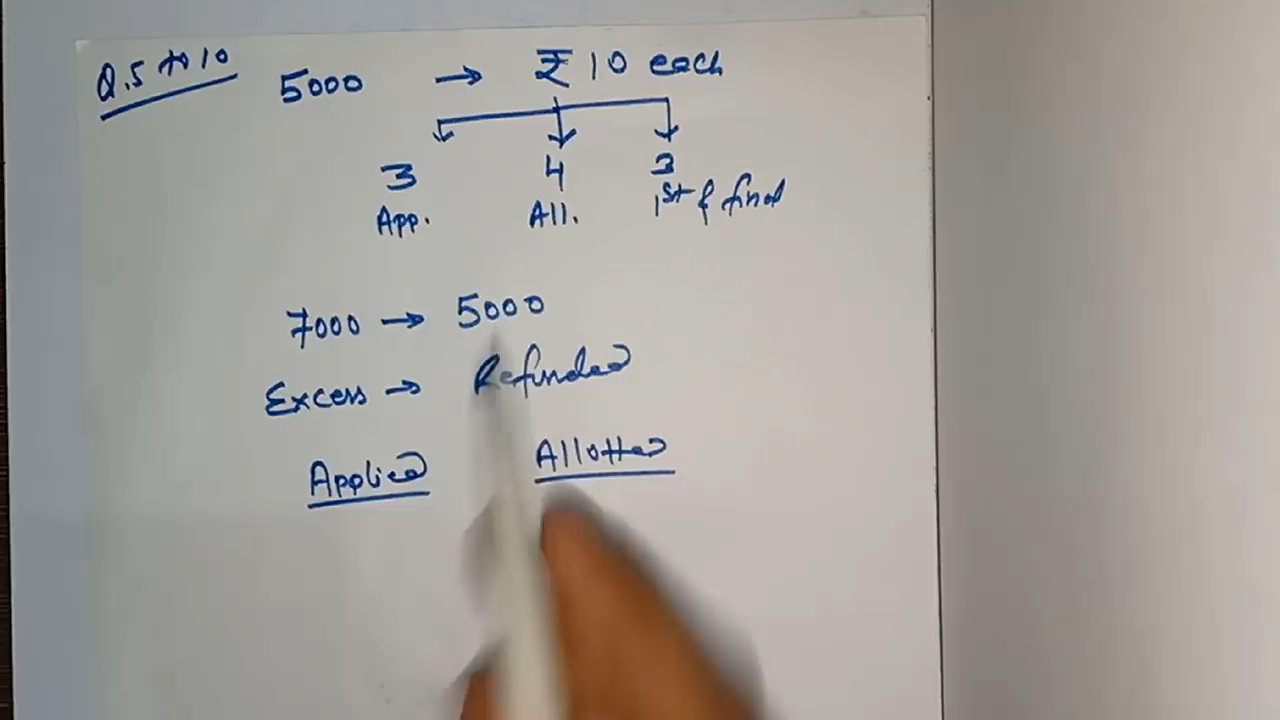 Q.5 to 10
5000 → ₹ 10 each
3 4 3
App. All. 1st & final
7000 → 5000
Excess → Refunded
Applied Allotted